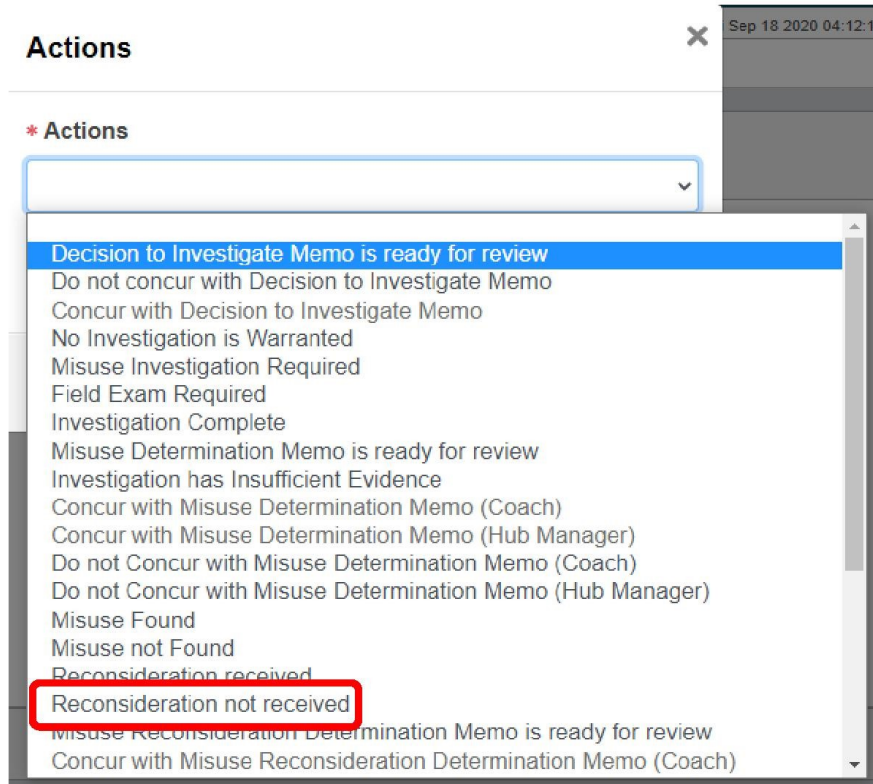 Actions
Sep 18 2020 04:12:1
* Actions
Decision to Investigate Memo is ready for review
Do not concur with Decision to Investigate Memo
Concur with Decision to Investigate Memo
No Investigation is Warranted
Misuse Investigation Required
Field Exam Required
Investigation Complete
Misuse Determination Memo is ready for review
Investigation has Insufficient Evidence
Concur with Misuse Determination Memo (Coach)
Concur with Misuse Determination Memo (Hub Manager)
Do not Concur with Misuse Determination Memo (Coach)
Do not Concur with Misuse Determination Memo (Hub Manager)
Misuse Found
Misuse not Found
Reconsideration received
Reconsideration not received
Misuse Reconsideration Determination Memo is ready for review
Concur with Misuse Reconsideration Determination Memo (Coach)